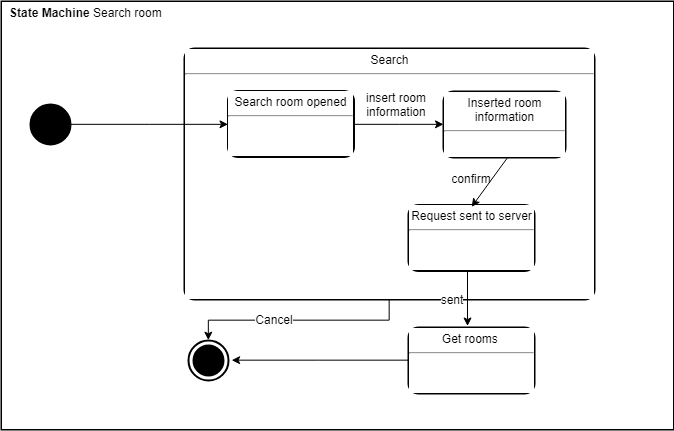 State Machine Search room
Search
Search room opened
insert room
information
Inserted room
information
confirm
Request sent to server
sent
Cancel
Get rooms